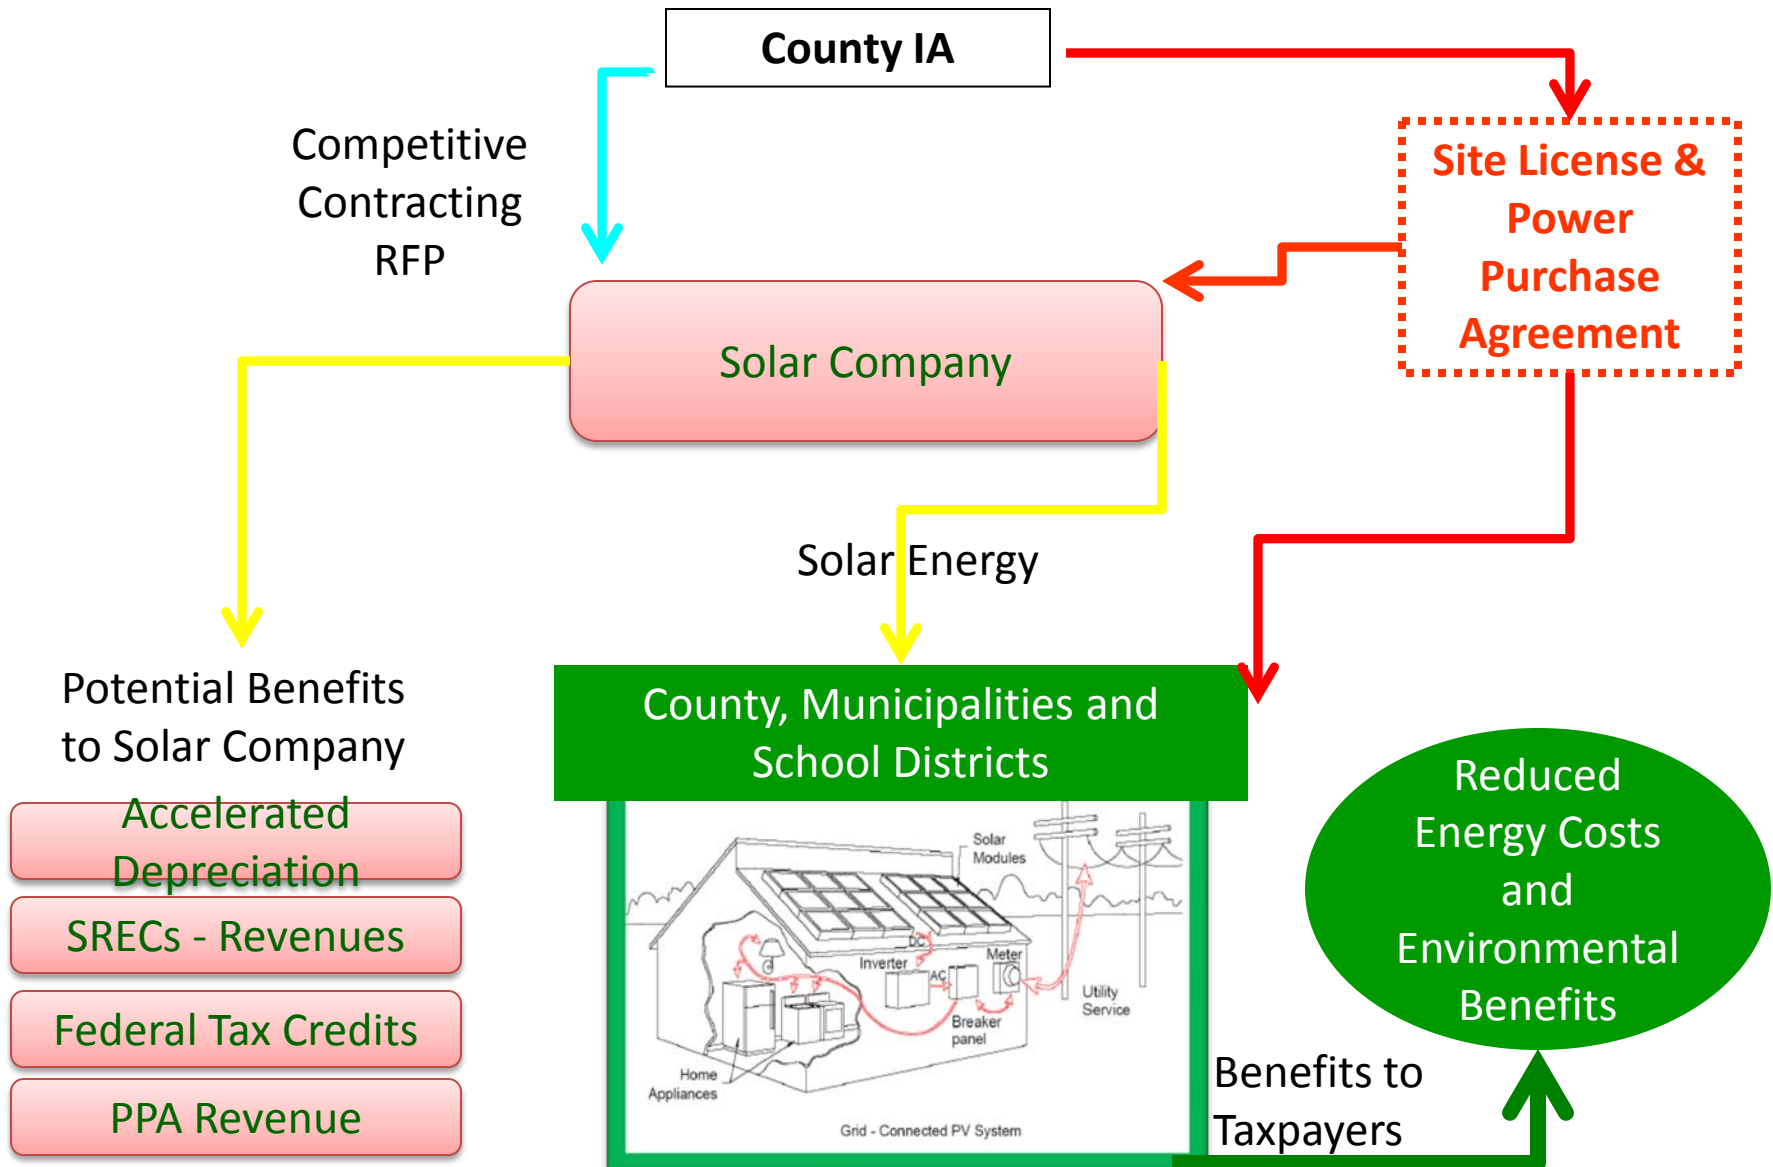 County IA
Competitive
Contracting
RFP
Site License &
Power
Purchase
Agreement
Solar Company
Solar Energy
Potential Benefits
to Solar Company
Accelerated
Depreciation
SRECs - Revenues
Federal Tax Credits
PPA Revenue
County, Municipalities and
School Districts
Solar
Modules
DC
Inverter
AC
Meter
Breaker
panel
Utility
Service
Home
Appliances
Grid - Connected PV System
Reduced
Energy Costs
and
Environmental
Benefits
Benefits to
Taxpayers